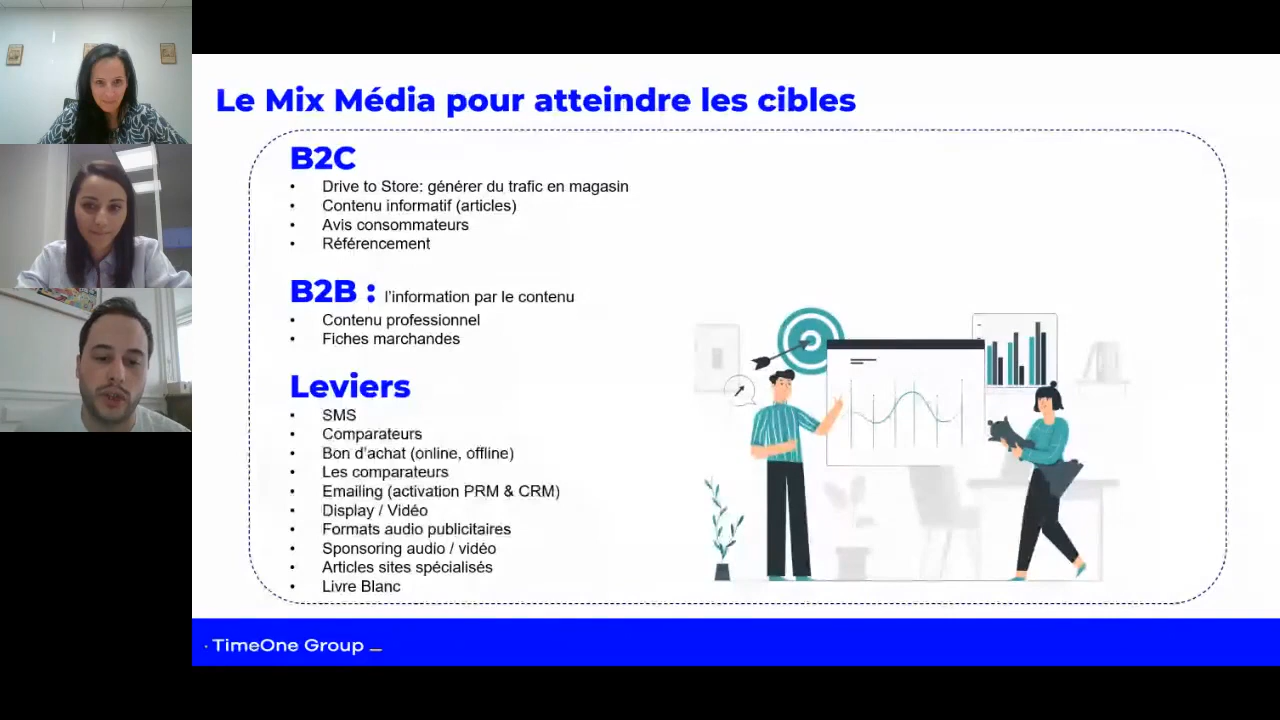 Le Mix Média pour atteindre les cibles
B2C
• Drive to Store: générer du trafic en magasin
• Contenu informatif (articles)
• Avis consommateurs
• Référencement
B2B : l'information par le contenu
• Contenu professionnel
• Fiches marchandes
Leviers
• SMS
• Comparateurs
• Bon d'achat (online, offline)
• Les comparateurs
• Emailing (activation PRM & CRM)
• Display / Vidéo
• Formats audio publicitaires
• Sponsoring audio / vidéo
• Articles sites spécialisés
• Livre Blanc
· TimeOne Group _